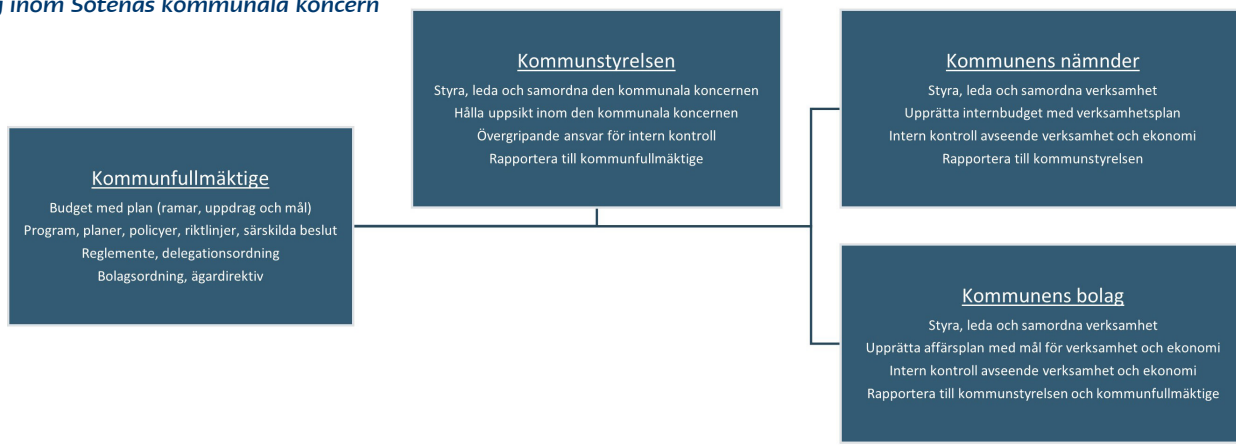 inom Sotenäs kommunala koncern
Kommunfullmäktige
Budget med plan (ramar, uppdrag och mål)
Program, planer, policyer, riktlinjer, särskilda beslut
Reglemente, delegationsordning
Bolagsordning, ägardirektiv
Kommunstyrelsen
Styra, leda och samordna den kommunala koncernen
Hålla uppsikt inom den kommunala koncernen
Övergripande ansvar för intern kontroll
Rapportera till kommunfullmäktige
Kommunens nämnder
Styra, leda och samordna verksamhet
Upprätta internbudget med verksamhetsplan
Intern kontroll avseende verksamhet och ekonomi
Rapportera till kommunstyrelsen
Kommunens bolag
Styra, leda och samordna verksamhet
Upprätta affärsplan med mål för verksamhet och ekonomi
Intern kontroll avseende verksamhet och ekonomi
Rapportera till kommunstyrelsen och kommunfullmäktige